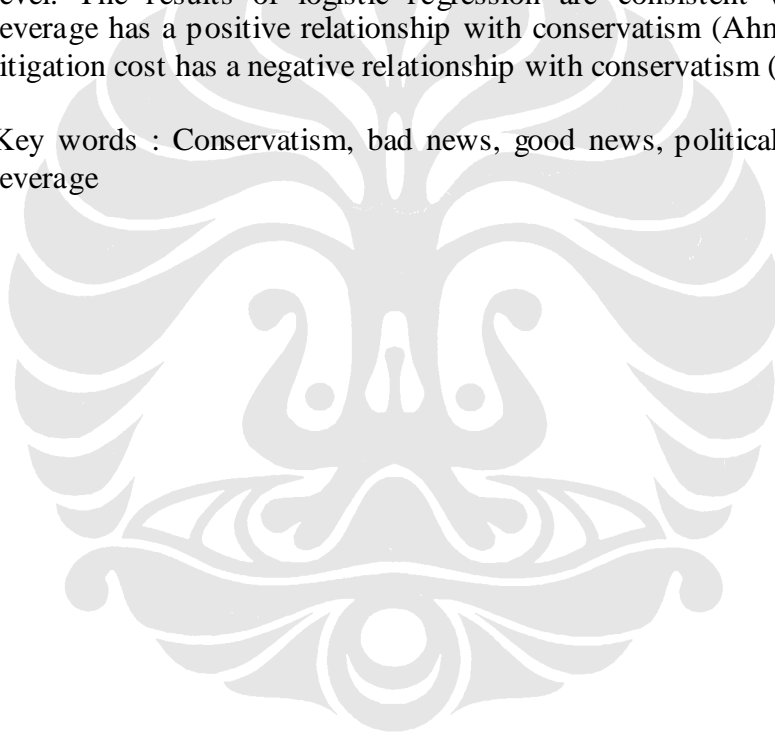 The results of logistic regression are consistent
everage has a positive relationship with conservatism (Ahm
itigation cost has a negative relationship with conservatism (
Key words : Conservatism, bad news, good news, political
everage